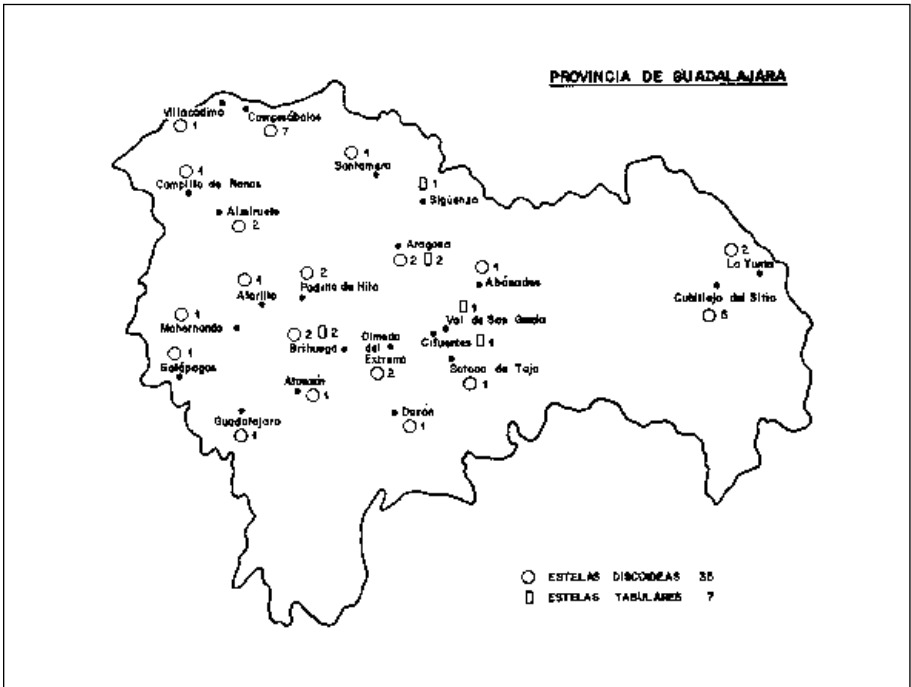 PROVINCIA DE GUADALAJARA
Villacadima
1
Campisábalos
7
1
Santamera
1
Campillo de Ranas
1
Sigüenza
Almiruete
2
Aragosa
2 2
2
La Yunta
1
Abánades
2
Padilla de Hita
1
Alarilla
Cubillejo del Sitio
1
Val de San García
1
Mohernando
2 2
Brihuega
Olmeda
del
Extremo
2
Cifuentes
1
1
Galápagos
Sotoca de Tajo
1
Atanzón
1
Guadalajara
1
Durón
1
ESTELAS DISCOIDEAS 35
ESTELAS TABULARES 7